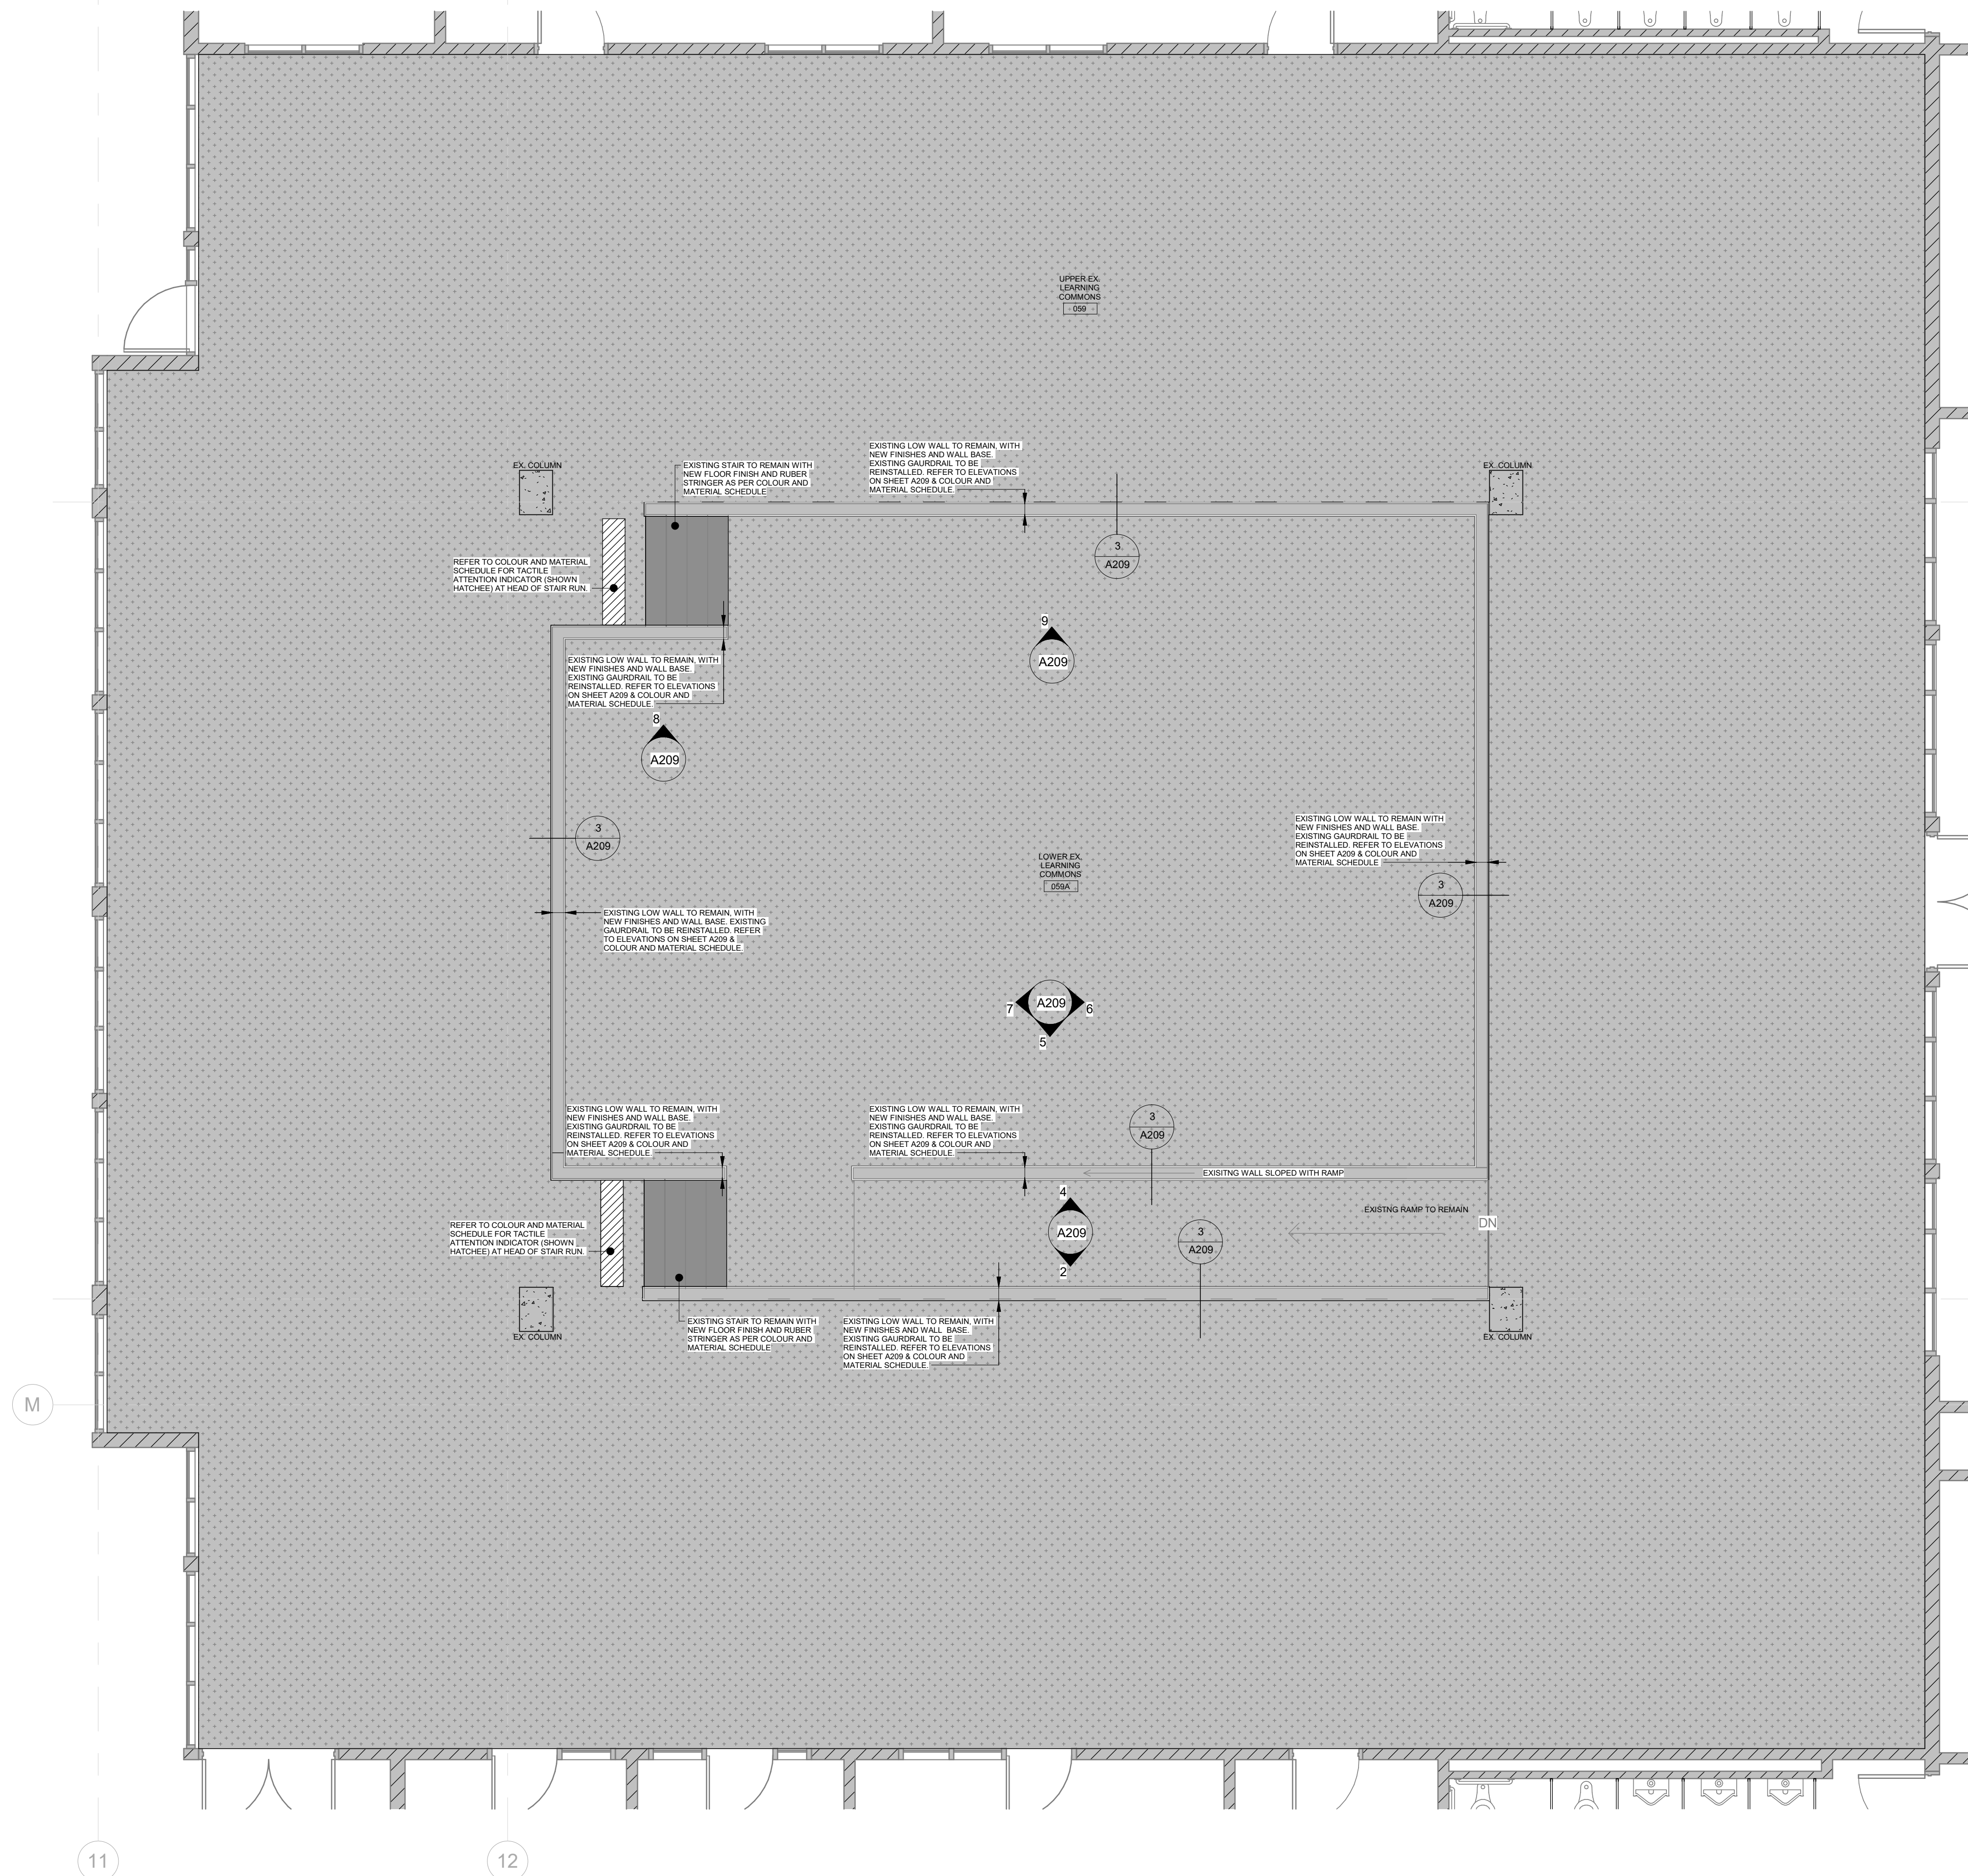 UPPER EX.
LEARNING
COMMONS
059
EXISTING LOW WALL TO REMAIN, WITH
NEW FINISHES AND WALL BASE.
EXISTING GAURDRAIL TO BE
REINSTALLED. REFER TO ELEVATIONS
ON SHEET A209 & COLOUR AND
MATERIAL SCHEDULE.
EX. COLUMN
EXISTING STAIR TO REMAIN WITH
NEW FLOOR FINISH AND RUBER
STRINGER AS PER COLOUR AND
MATERIAL SCHEDULE
EX. COLUMN
3
A209
REFER TO COLOUR AND MATERIAL
SCHEDULE FOR TACTILE
ATTENTION INDICATOR (SHOWN
HATCHEE) AT HEAD OF STAIR RUN.
9
A209
EXISTING LOW WALL TO REMAIN, WITH
NEW FINISHES AND WALL BASE.
EXISTING GAURDRAIL TO BE
REINSTALLED. REFER TO ELEVATIONS
ON SHEET A209 & COLOUR AND
MATERIAL SCHEDULE.
8
A209
3
A209
EXISTING LOW WALL TO REMAIN WITH
NEW FINISHES AND WALL BASE.
EXISTING GAURDRAIL TO BE
REINSTALLED. REFER TO ELEVATIONS
ON SHEET A209 & COLOUR AND
MATERIAL SCHEDULE
LOWER EX.
LEARNING
COMMONS
059A
3
A209
EXISTING LOW WALL TO REMAIN, WITH
NEW FINISHES AND WALL BASE. EXISTING
GAURDRAIL TO BE REINSTALLED. REFER
TO ELEVATIONS ON SHEET A209 &
COLOUR AND MATERIAL SCHEDULE.
A209
7
6
5
EXISTING LOW WALL TO REMAIN, WITH
NEW FINISHES AND WALL BASE.
EXISTING GAURDRAIL TO BE
REINSTALLED. REFER TO ELEVATIONS
ON SHEET A209 & COLOUR AND
MATERIAL SCHEDULE.
EXISTING LOW WALL TO REMAIN, WITH
NEW FINISHES AND WALL BASE.
EXISTING GAURDRAIL TO BE
REINSTALLED. REFER TO ELEVATIONS
ON SHEET A209 & COLOUR AND
MATERIAL SCHEDULE.
3
A209
EXISITNG WALL SLOPED WITH RAMP
4
A209
2
EXISTNG RAMP TO REMAIN
DN
3
A209
REFER TO COLOUR AND MATERIAL
SCHEDULE FOR TACTILE
ATTENTION INDICATOR (SHOWN
HATCHEE) AT HEAD OF STAIR RUN.
EX. COLUMN
EXISTING STAIR TO REMAIN WITH
NEW FLOOR FINISH AND RUBER
STRINGER AS PER COLOUR AND
MATERIAL SCHEDULE
EXISTING LOW WALL TO REMAIN, WITH
NEW FINISHES AND WALL BASE.
EXISTING GAURDRAIL TO BE
REINSTALLED. REFER TO ELEVATIONS
ON SHEET A209 & COLOUR AND
MATERIAL SCHEDULE.
EX. COLUMN
M
11
12